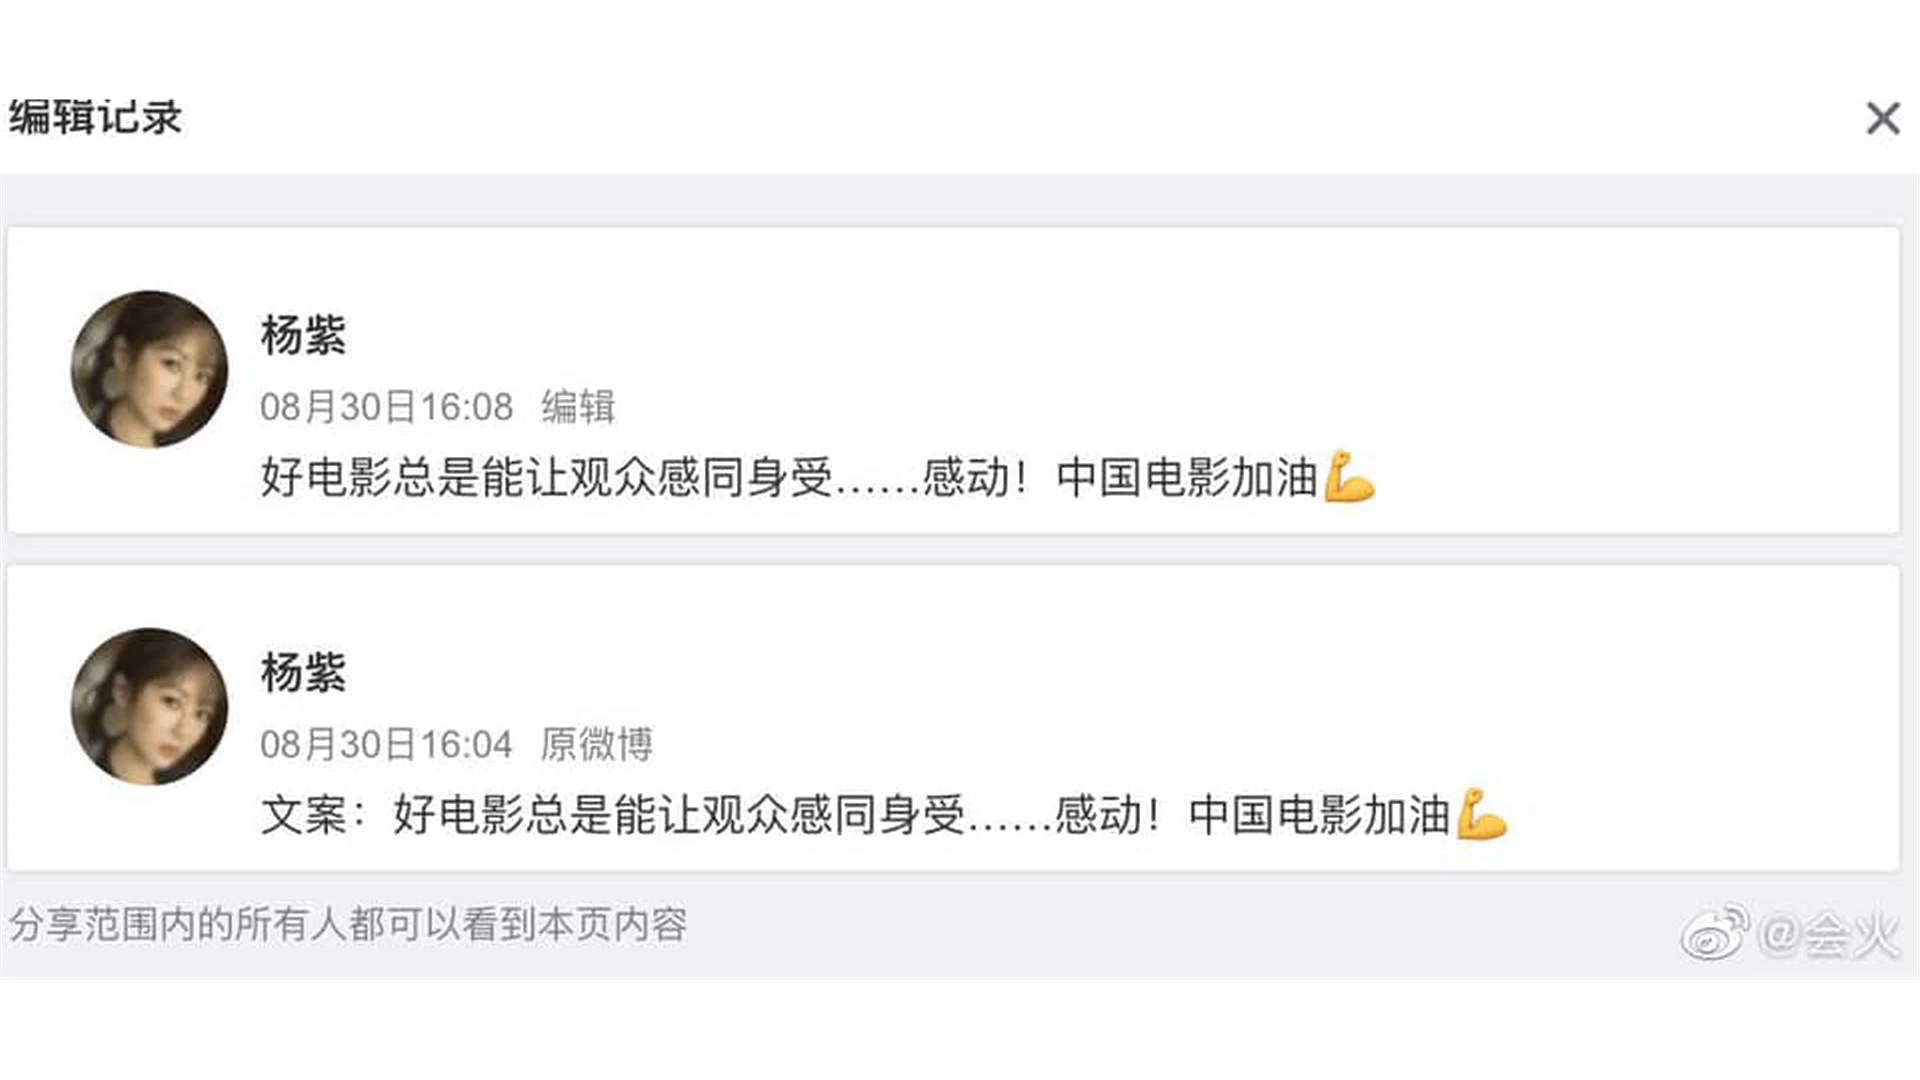 编辑记录
杨紫
08月30日16:08 编辑
好电影总是能让观众感同身受……感动！中国电影加油💪
杨紫
08月30日16:04 原微博
文案：好电影总是能让观众感同身受……感动！中国电影加油💪
分享范围内的所有人都可以看到本页内容
@会火